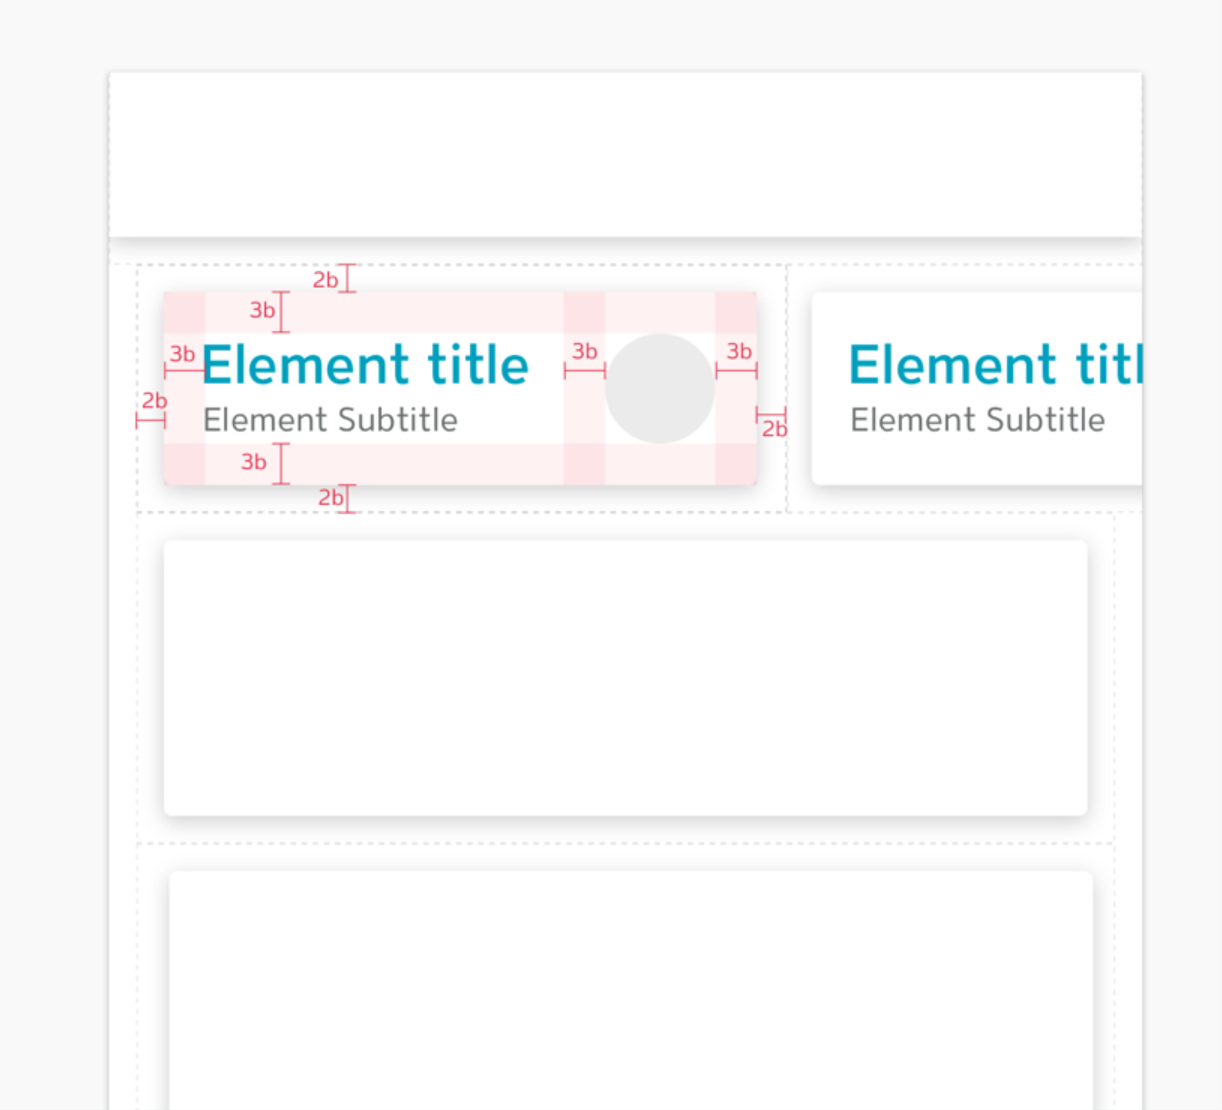 2b
3b
3b Element title 3b 3b
2b Element Subtitle 2b
3b
2b
Element titl
Element Subtitle